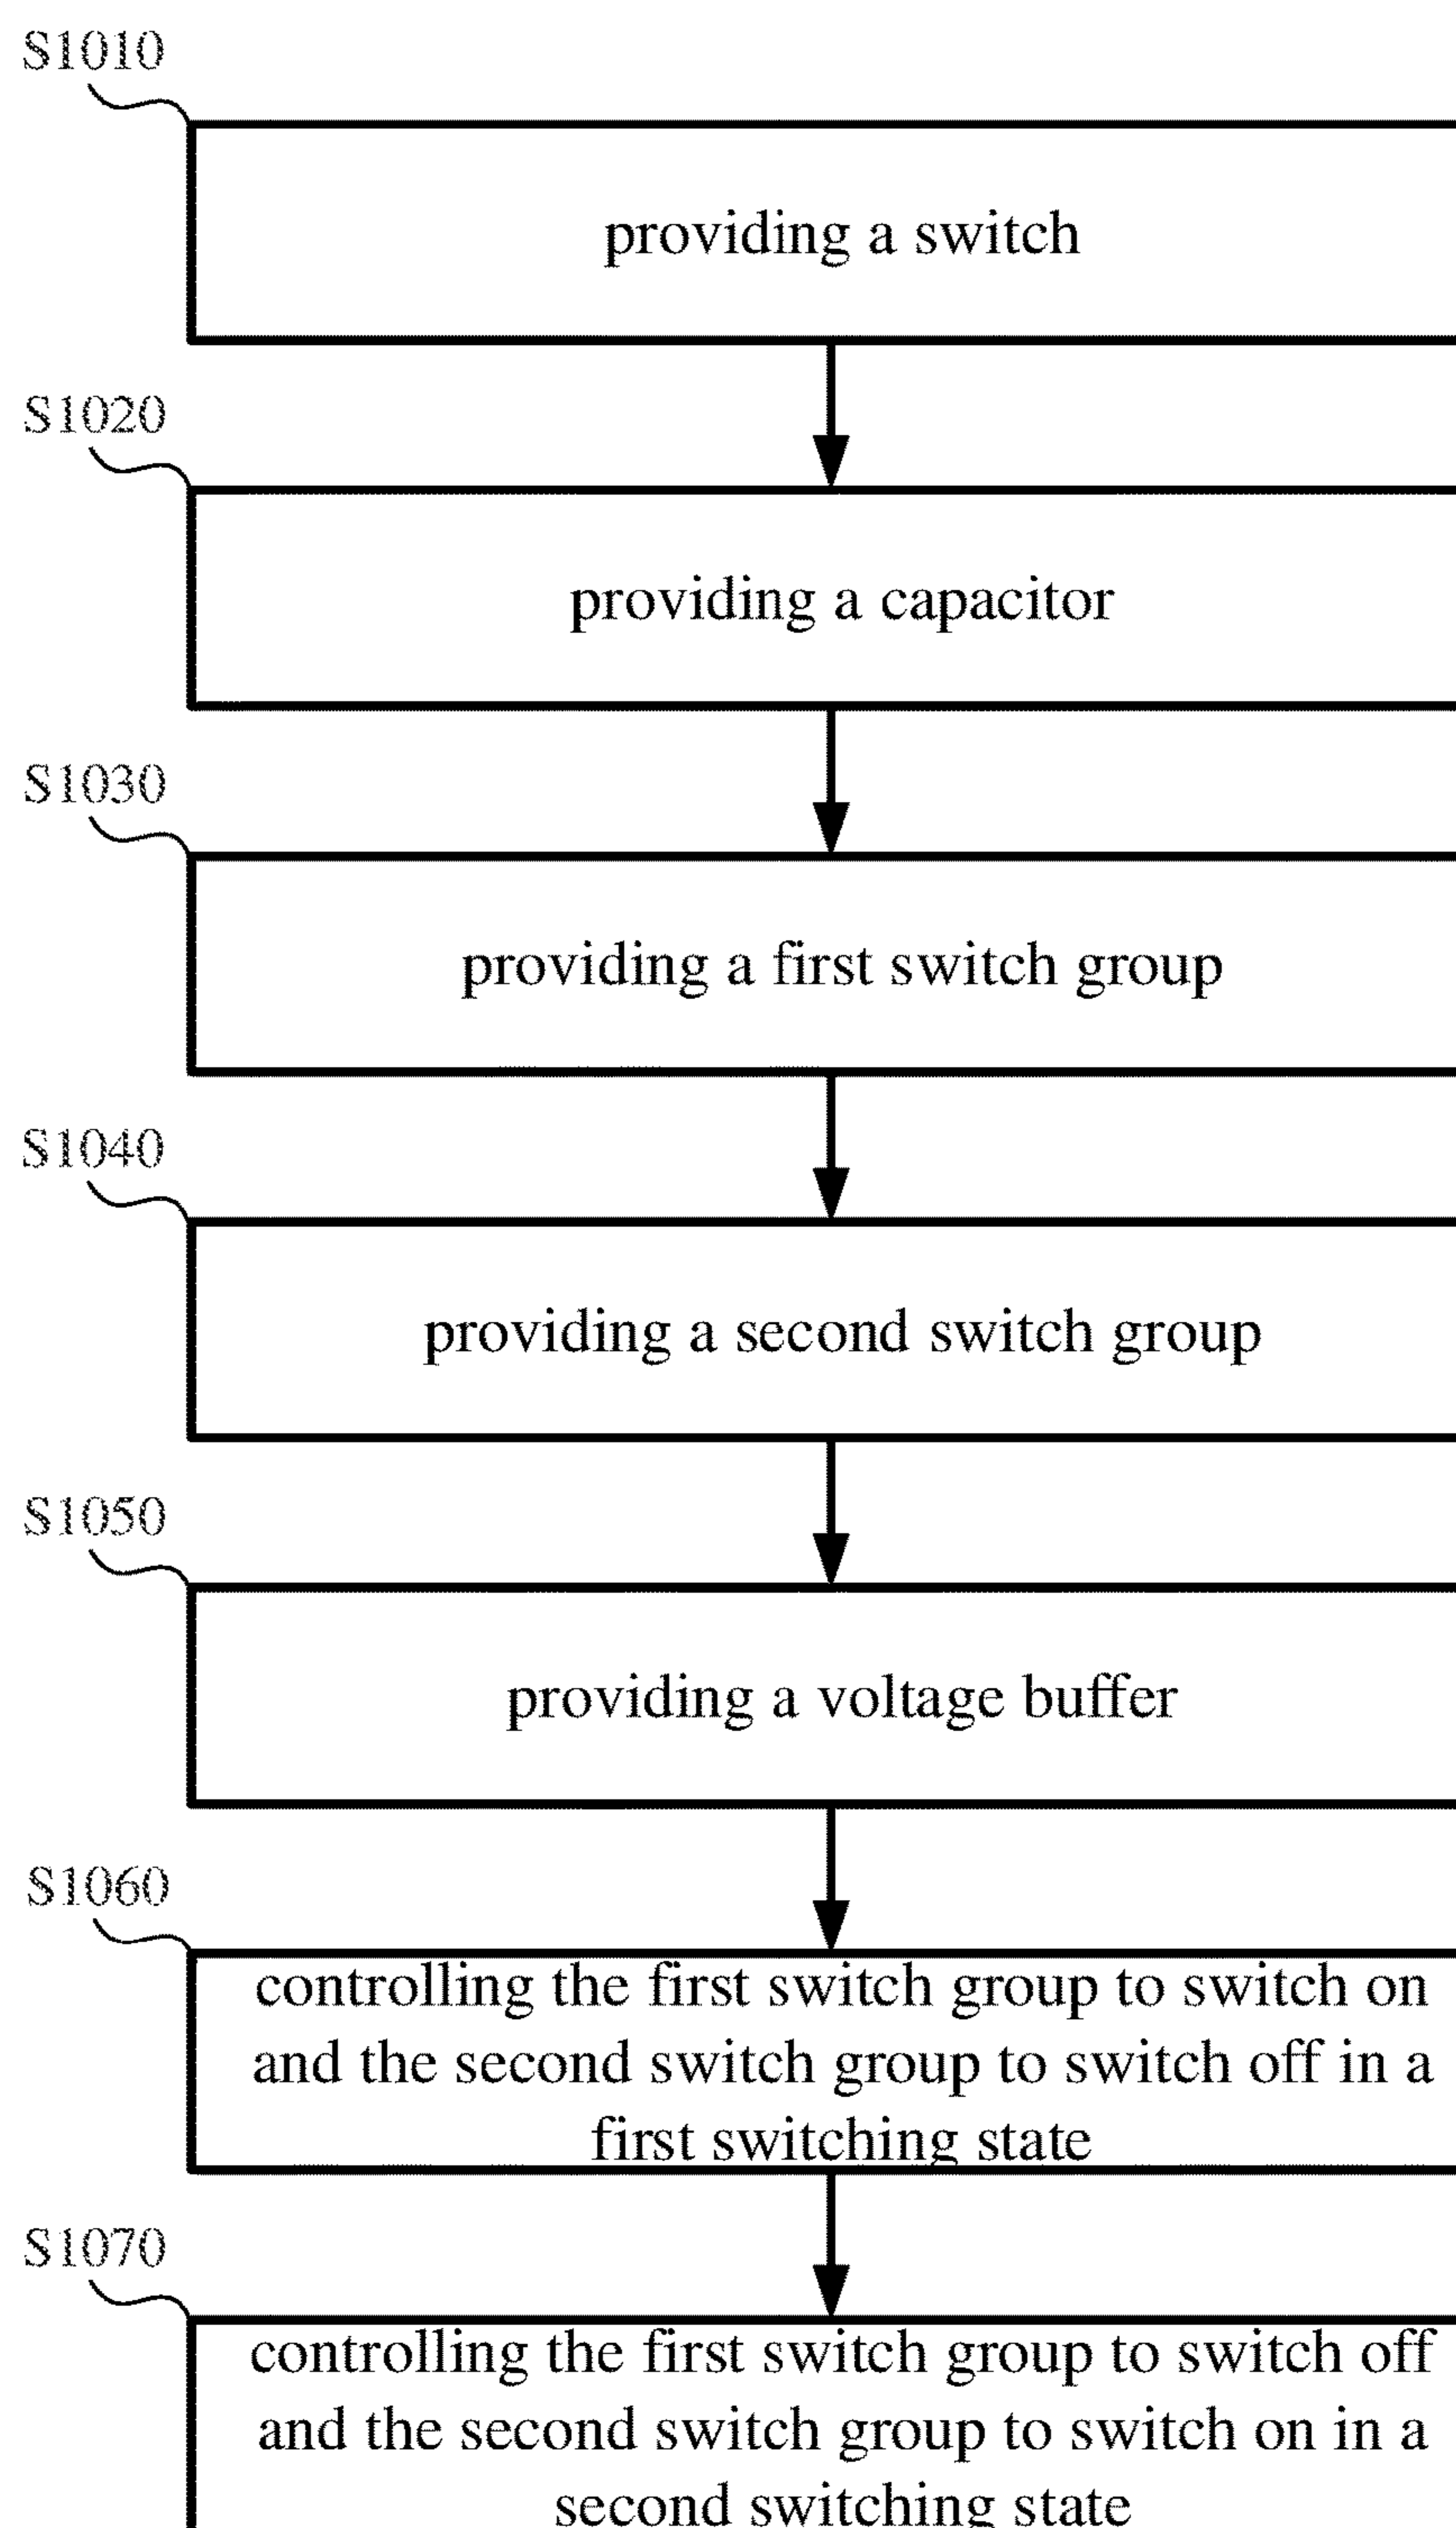 S1010
providing a switch
S1020
providing a capacitor
S1030
providing a first switch group
S1040
providing a second switch group
S1050
providing a voltage buffer
S1060
controlling the first switch group to switch on
and the second switch group to switch off in a
first switching state
S1070
controlling the first switch group to switch off
and the second switch group to switch on in a
second switching state